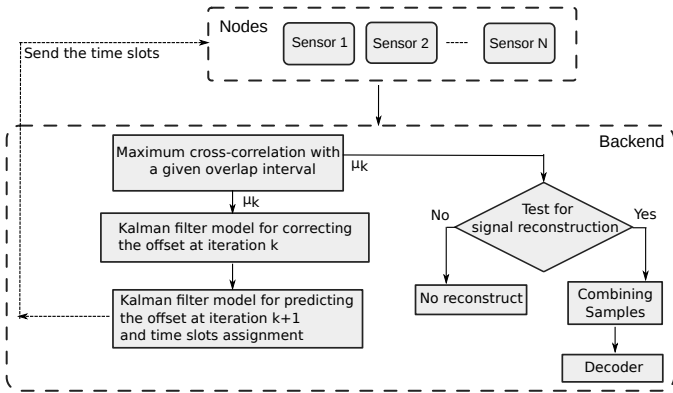 Nodes
Sensor 1
Sensor 2
Sensor N
Send the time slots
Backend
Maximum cross-correlation with
a given overlap interval
μk
μk
Kalman filter model for correcting
the offset at iteration k
Kalman filter model for predicting
the offset at iteration k+1
and time slots assignment
Test for
signal reconstruction
No
Yes
No reconstruct
Combining
Samples
Decoder